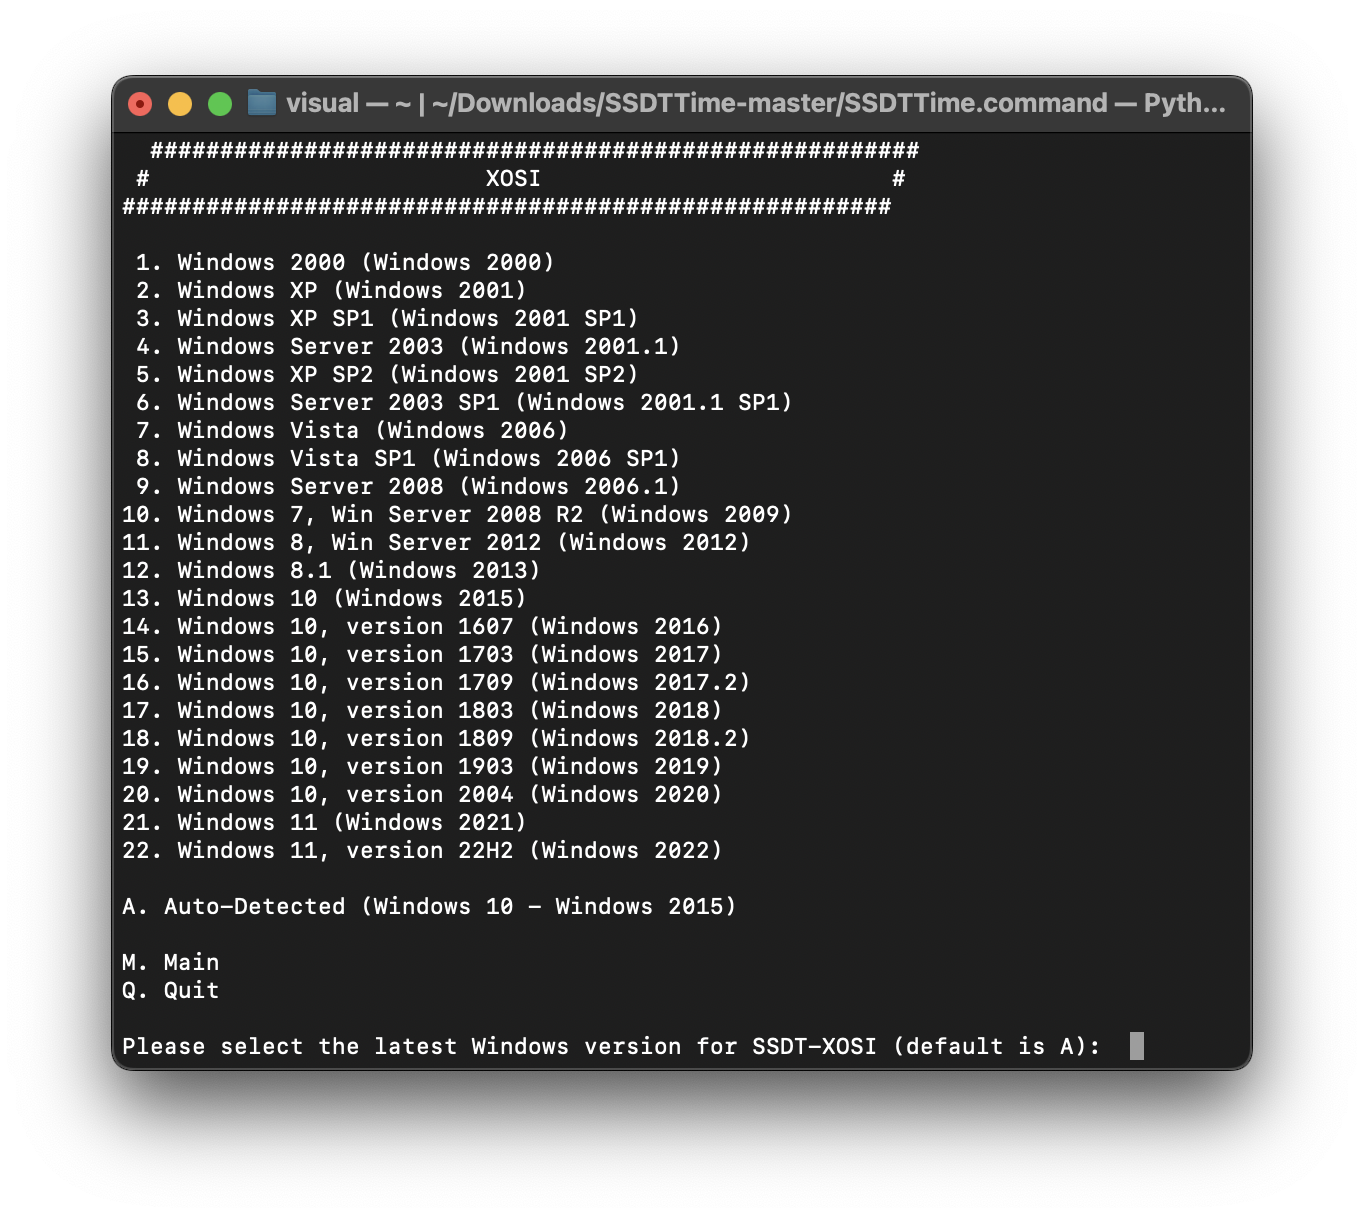 visual — ~ | ~/Downloads/SSDTTime-master/SSDTTime.command — Pyth...
#######################################################
# XOSI #
#######################################################
1. Windows 2000 (Windows 2000)
2. Windows XP (Windows 2001)
3. Windows XP SP1 (Windows 2001 SP1)
4. Windows Server 2003 (Windows 2001.1)
5. Windows XP SP2 (Windows 2001 SP2)
6. Windows Server 2003 SP1 (Windows 2001.1 SP1)
7. Windows Vista (Windows 2006)
8. Windows Vista SP1 (Windows 2006 SP1)
9. Windows Server 2008 (Windows 2006.1)
10. Windows 7, Win Server 2008 R2 (Windows 2009)
11. Windows 8, Win Server 2012 (Windows 2012)
12. Windows 8.1 (Windows 2013)
13. Windows 10 (Windows 2015)
14. Windows 10, version 1607 (Windows 2016)
15. Windows 10, version 1703 (Windows 2017)
16. Windows 10, version 1709 (Windows 2017.2)
17. Windows 10, version 1803 (Windows 2018)
18. Windows 10, version 1809 (Windows 2018.2)
19. Windows 10, version 1903 (Windows 2019)
20. Windows 10, version 2004 (Windows 2020)
21. Windows 11 (Windows 2021)
22. Windows 11, version 22H2 (Windows 2022)
A. Auto-Detected (Windows 10 - Windows 2015)
M. Main
Q. Quit
Please select the latest Windows version for SSDT-XOSI (default is A):